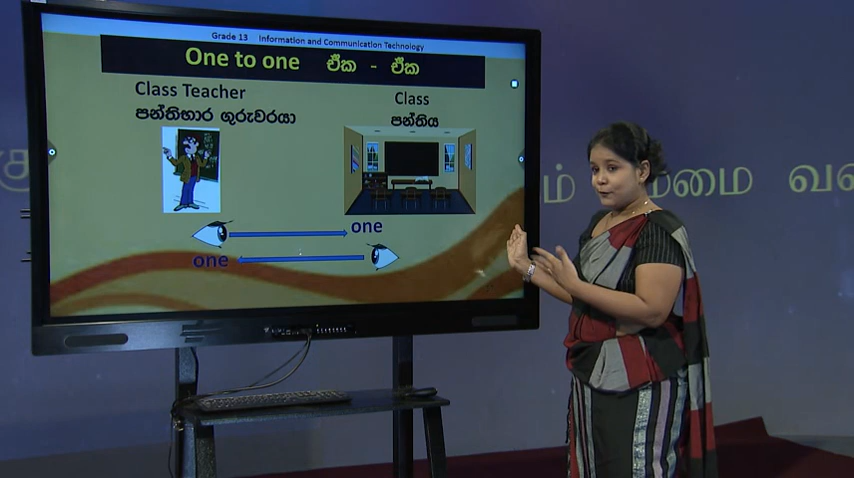 Grade 13 Information and Communication Technology
One to one ඒක - ඒක
Class Teacher
පන්තිභාර ගුරුවරයා
Class
පන්තිය
one
one